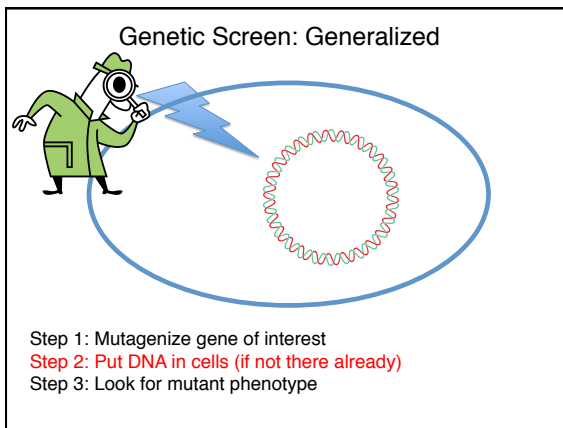 Genetic Screen: Generalized
Step 1: Mutagenize gene of interest
Step 2: Put DNA in cells (if not there already)
Step 3: Look for mutant phenotype